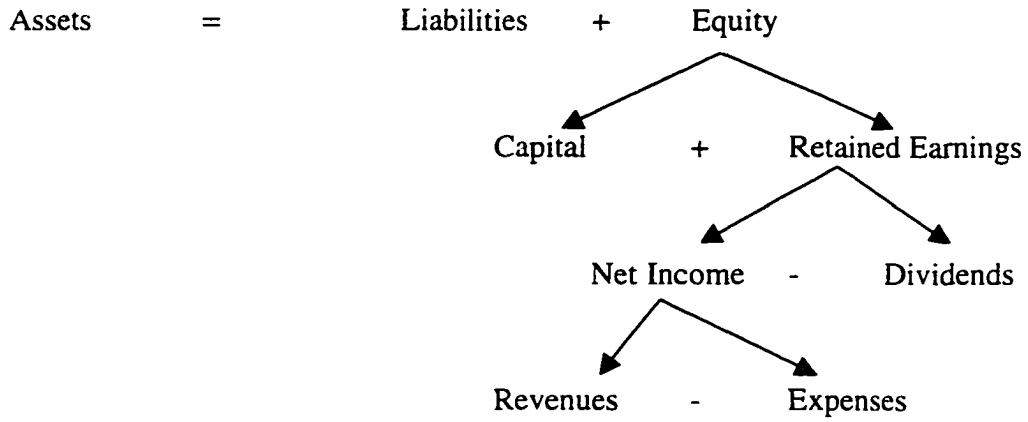 Assets = Liabilities + Equity
Capital + Retained Earnings
Net Income - Dividends
Revenues - Expenses